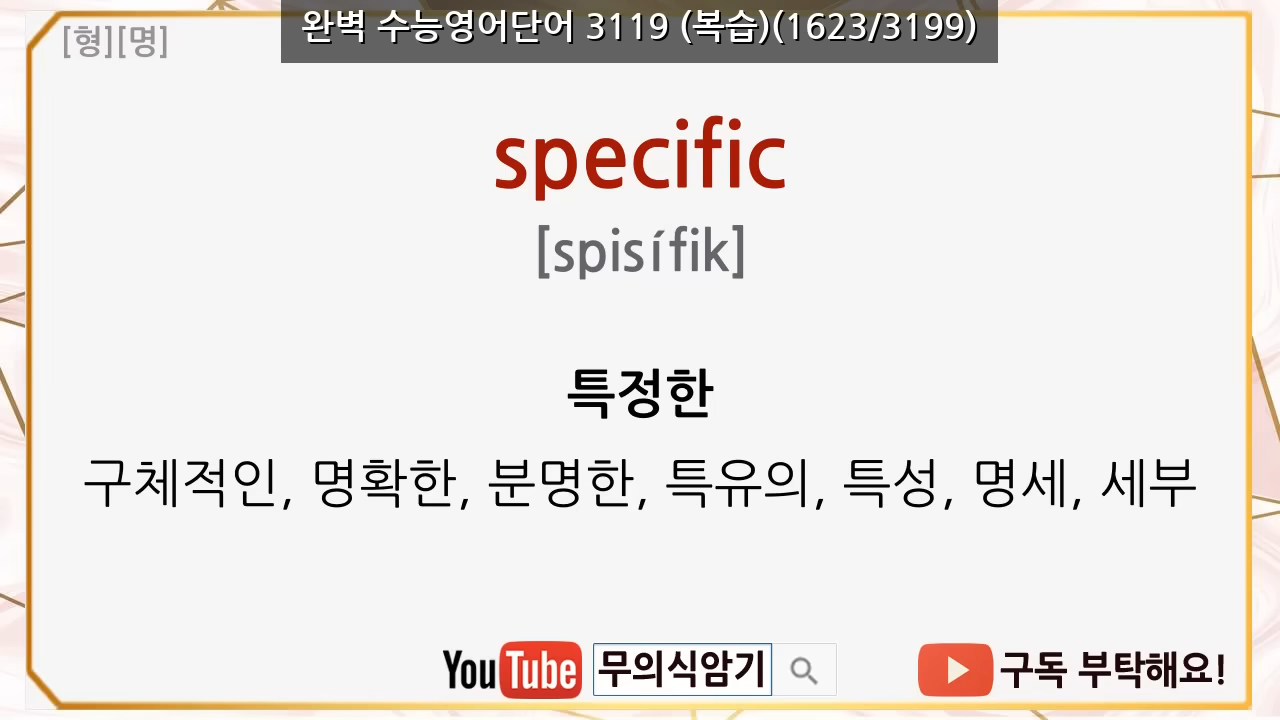 완벽 수능영어단어 3119 (복습)(1623/3199)
[형][명]
specific
[spisífik]
특정한
구체적인, 명확한, 분명한, 특유의, 특성, 명세, 세부
YouTube 무의식암기 구독 부탁해요!